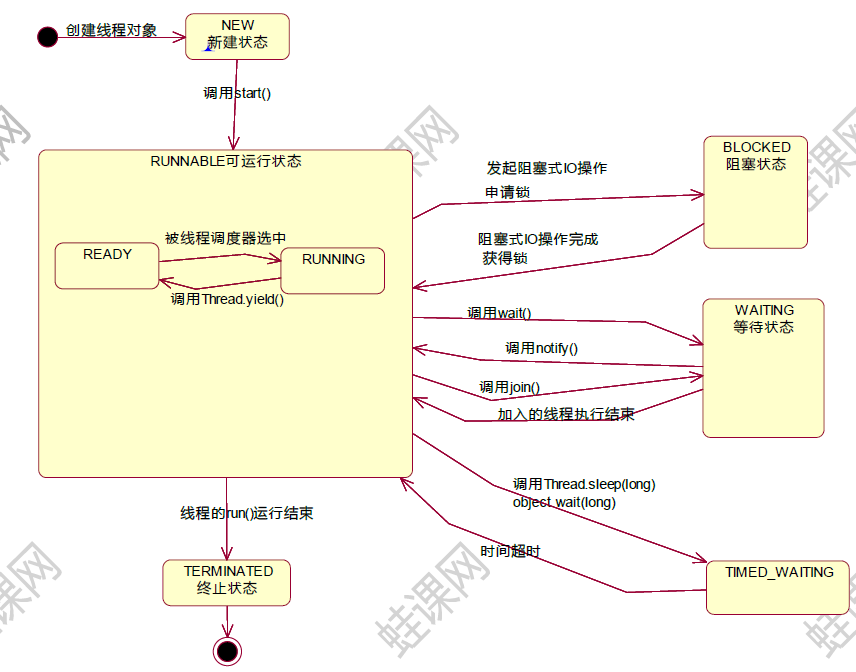 创建线程对象
NEW
新建状态
调用start()
RUNNABLE可运行状态
READY
被线程调度器选中
RUNNING
调用Thread.yield()
发起阻塞式IO操作
申请锁
BLOCKED
阻塞状态
阻塞式IO操作完成
获得锁
调用wait()
WAITING
等待状态
调用notify()
调用join()
加入的线程执行结束
调用Thread.sleep(long)
object.wait(long)
时间超时
TIMED_WAITING
线程的run()运行结束
TERMINATED
终止状态
蛙课网
蛙课网
蛙课网
蛙课网